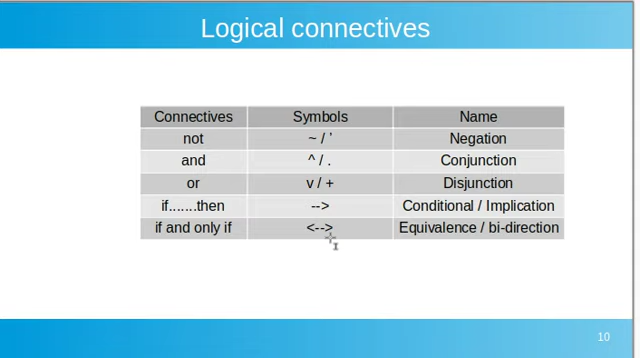 Logical connectives
Connectives Symbols Name
not ~ / ' Negation
and ^ / . Conjunction
or v / + Disjunction
if.......then --> Conditional / Implication
if and only if <--> Equivalence / bi-direction
10